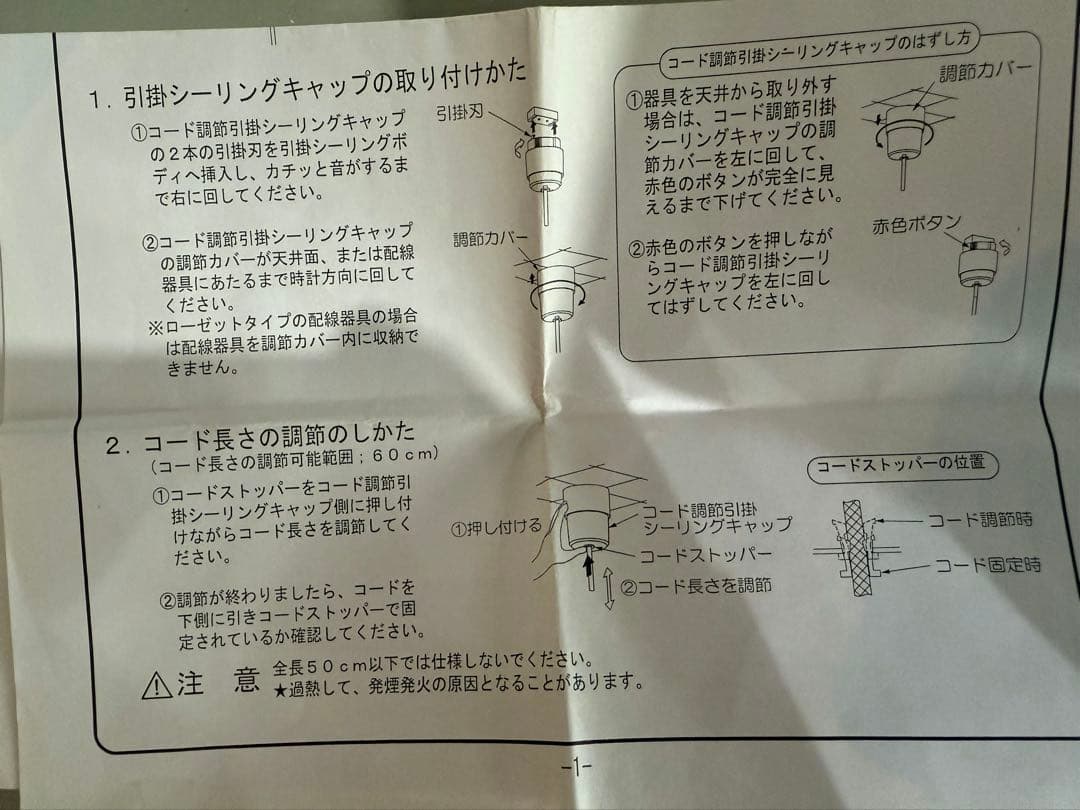 1．引掛シーリングキャップの取り付けかた
①コード調節引掛シーリングキャップ
の２本の引掛刃を引掛シーリングボ
ディへ挿入し、カチッと音がするま
で右に回してください。
引掛刃
②コード調節引掛シーリングキャップ
の調節カバーが天井面、または配線
器具にあたるまで時計方向に回して
ください。
※ローゼットタイプの配線器具の場合
は配線器具を調節カバー内に収納で
きません。
調節カバー
コード調節引掛シーリングキャップのはずし方
①器具を天井から取り外す
場合は、コード調節引掛
シーリングキャップの調
節カバーを左に回して、
赤色のボタンが完全に見
えるまで下げてください。
調節カバー
②赤色のボタンを押しなが
らコード調節引掛シーリ
ングキャップを左に回し
てはずしてください。
赤色ボタン
2．コード長さの調節のしかた
（コード長さの調節可能範囲；６０ｃｍ）
①コードストッパーをコード調節引
掛シーリングキャップ側に押し付
けながらコード長さを調節してく
ださい。
②調節が終わりましたら、コードを
下側に引きコードストッパーで固
定されているか確認してください。
①押し付ける
コード調節引掛
シーリングキャップ
コードストッパー
②コード長さを調節
コードストッパーの位置
コード調節時
コード固定時
⚠注　意
全長５０ｃｍ以下では仕様しないでください。
★過熱して、発煙発火の原因となることがあります。
-1-